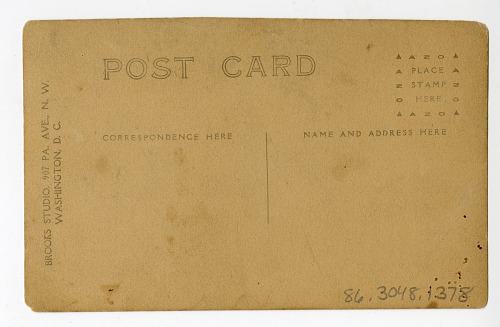 POST CARD
▲ A Z O ▲
A PLACE A
Z STAMP Z
O HERE O
▲ A Z O ▲
CORRESPONDENCE HERE
NAME AND ADDRESS HERE
BROOKS STUDIO, 907 PA. AVE., N. W.
WASHINGTON, D. C.
86.3048.1378